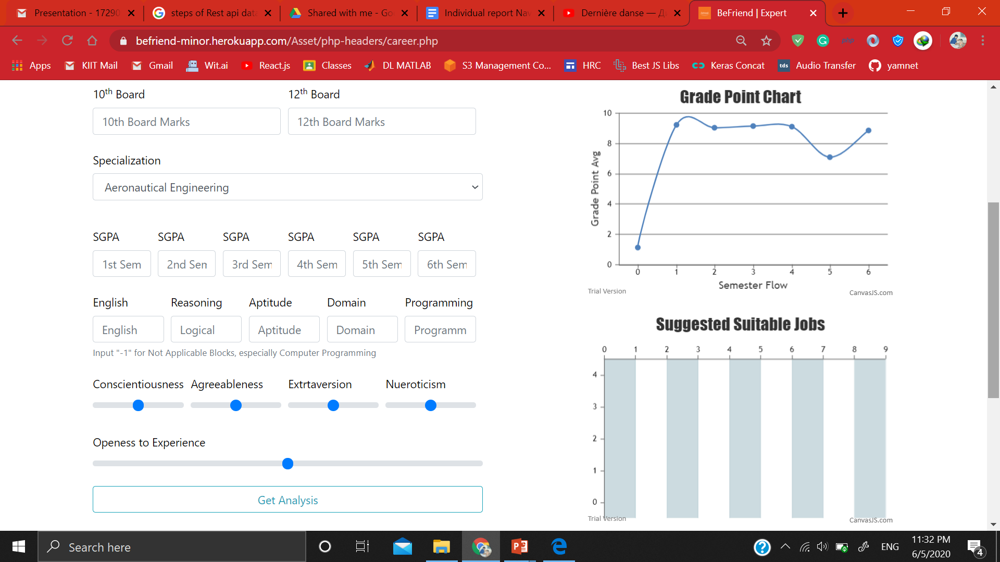 Presentation - 17290
steps of Rest api data
Shared with me - Go
Individual report Nav
Dernière danse — Д
BeFriend | Expert
befriend-minor.herokuapp.com/Asset/php-headers/career.php
Apps KIIT Mail Gmail Wit.ai React.js Classes DL MATLAB S3 Management Co... HRC Best JS Libs Keras Concat tds Audio Transfer yamnet
10th Board 12th Board
10th Board Marks 12th Board Marks
Specialization
Aeronautical Engineering
SGPA SGPA SGPA SGPA SGPA SGPA
1st Sem 2nd Sen 3rd Sem 4th Sem 5th Sem 6th Sem
English Reasoning Aptitude Domain Programming
English Logical Aptitude Domain Programm
Input "-1" for Not Applicable Blocks, especially Computer Programming
Conscientiousness Agreeableness Extrtaversion Nueroticism
Openess to Experience
Get Analysis
Grade Point Chart
Grade Point Avg
10
8
6
4
2
0
0 1 2 3 4 5 6
Semester Flow
Trial Version CanvasJS.com
Suggested Suitable Jobs
0 1 2 3 4 5 6 7 8 9
4
3
2
1
0
Trial Version CanvasJS.com
Search here
ENG
11:32 PM
6/5/2020
4